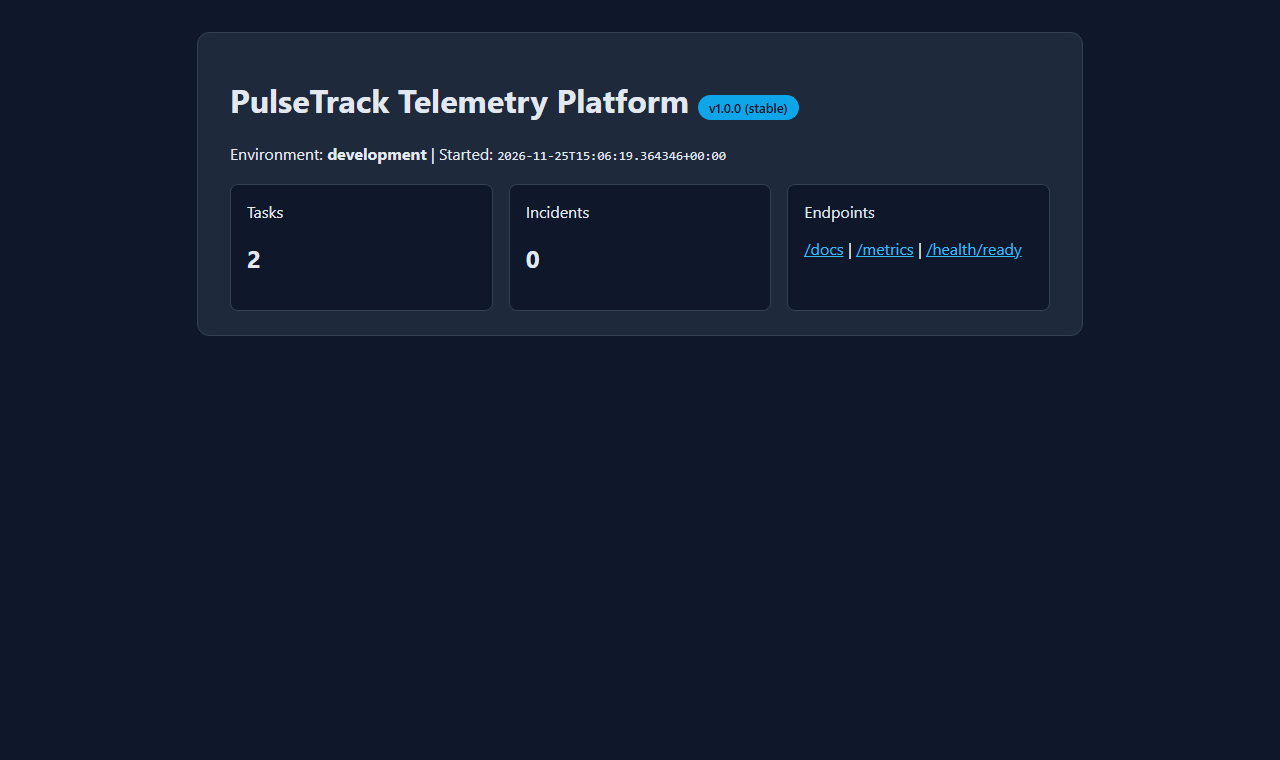 PulseTrack Telemetry Platform v1.0.0 (stable)
Environment: development | Started: 2026-11-25T15:06:19.364346+00:00
Tasks
2
Incidents
0
Endpoints
/docs | /metrics | /health/ready